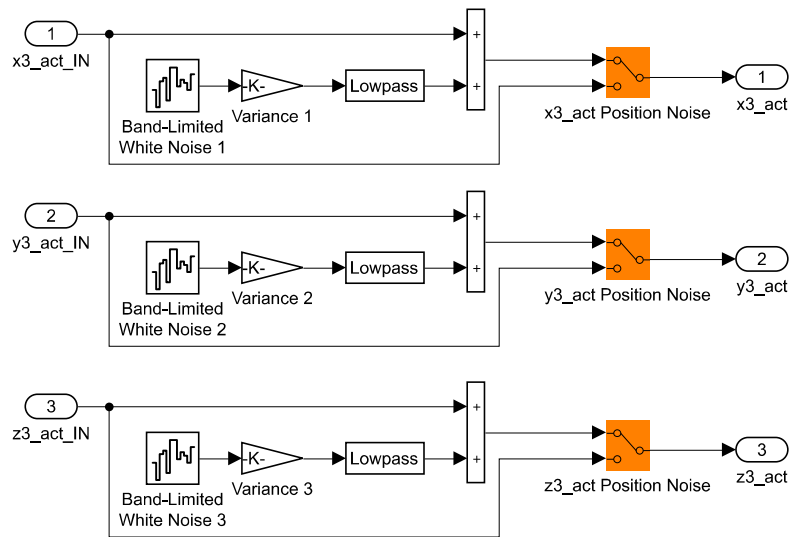 1
x3_act_IN
Band-Limited
White Noise 1
-K-
Variance 1
Lowpass
+
+
x3_act Position Noise
1
x3_act
2
y3_act_IN
Band-Limited
White Noise 2
-K-
Variance 2
Lowpass
+
+
y3_act Position Noise
2
y3_act
3
z3_act_IN
Band-Limited
White Noise 3
-K-
Variance 3
Lowpass
+
+
z3_act Position Noise
3
z3_act